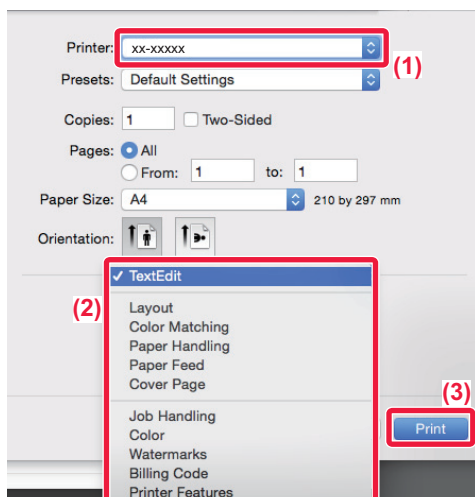 Printer: xx-xxxxx
(1)
Presets: Default Settings
Copies: 1 Two-Sided
Pages: All
From: 1 to: 1
Paper Size: A4 210 by 297 mm
Orientation:
✓ TextEdit
(2)
Layout
Color Matching
Paper Handling
Paper Feed
Cover Page
(3)
Job Handling
Print
Color
Watermarks
Billing Code
Printer Features